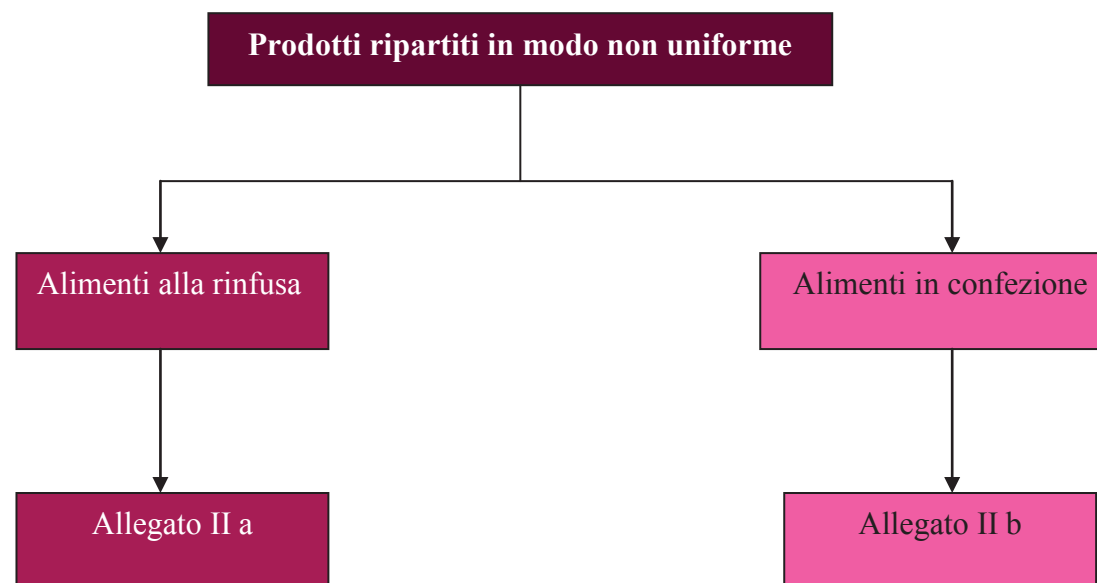 Prodotti ripartiti in modo non uniforme
Alimenti alla rinfusa
Alimenti in confezione
Allegato II a
Allegato II b